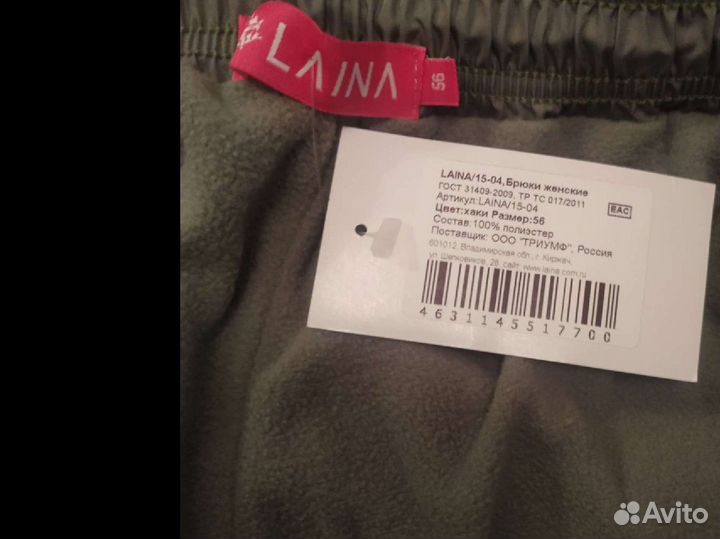 LAINA
56
LAINA/15-04,Брюки женские
ГОСТ 31409-2009, ТР ТС 017/2011
Артикул:LAINA/15-04
Цвет:хаки Размер:56
Состав:100% полиэстер
Поставщик: ООО "ТРИУМФ", Россия
601012, Владимирская обл., г. Киржач,
ул. Шелковиков, 28, сайт: www.laina.com.ru
EAC
4631145517700
Avito